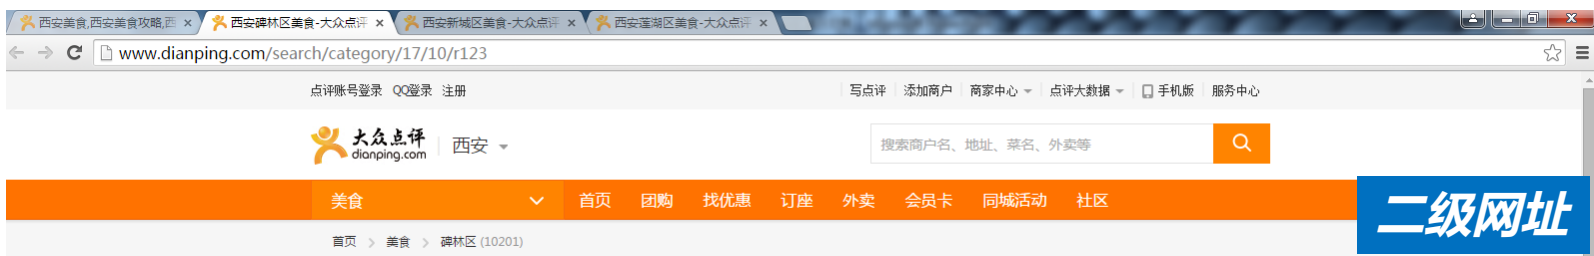 西安美食,西安美食攻略,西 × 西安碑林区美食-大众点评 × 西安新城区美食-大众点评 × 西安莲湖区美食-大众点评 ×
www.dianping.com/search/category/17/10/r123
点评账号登录 QQ登录 注册 写点评 添加商户 商家中心 点评大数据 手机版 服务中心
大众点评
dianping.com
西安
搜索商户名、地址、菜名、外卖等
美食 首页 团购 找优惠 订座 外卖 会员卡 同城活动 社区
二级网址
首页 > 美食 > 碑林区 (10201)